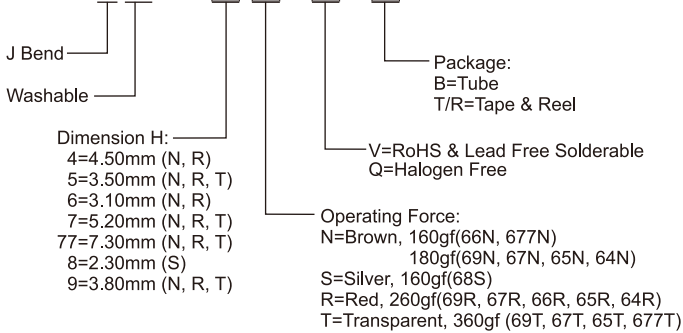 J Bend
Washable
Package:
B=Tube
T/R=Tape & Reel
Dimension H:
4=4.50mm (N, R)
5=3.50mm (N, R, T)
6=3.10mm (N, R)
7=5.20mm (N, R, T)
77=7.30mm (N, R, T)
8=2.30mm (S)
9=3.80mm (N, R, T)
V=RoHS & Lead Free Solderable
Q=Halogen Free
Operating Force:
N=Brown, 160gf(66N, 677N)
180gf(69N, 67N, 65N, 64N)
S=Silver, 160gf(68S)
R=Red, 260gf(69R, 67R, 66R, 65R, 64R)
T=Transparent, 360gf (69T, 67T, 65T, 677T)